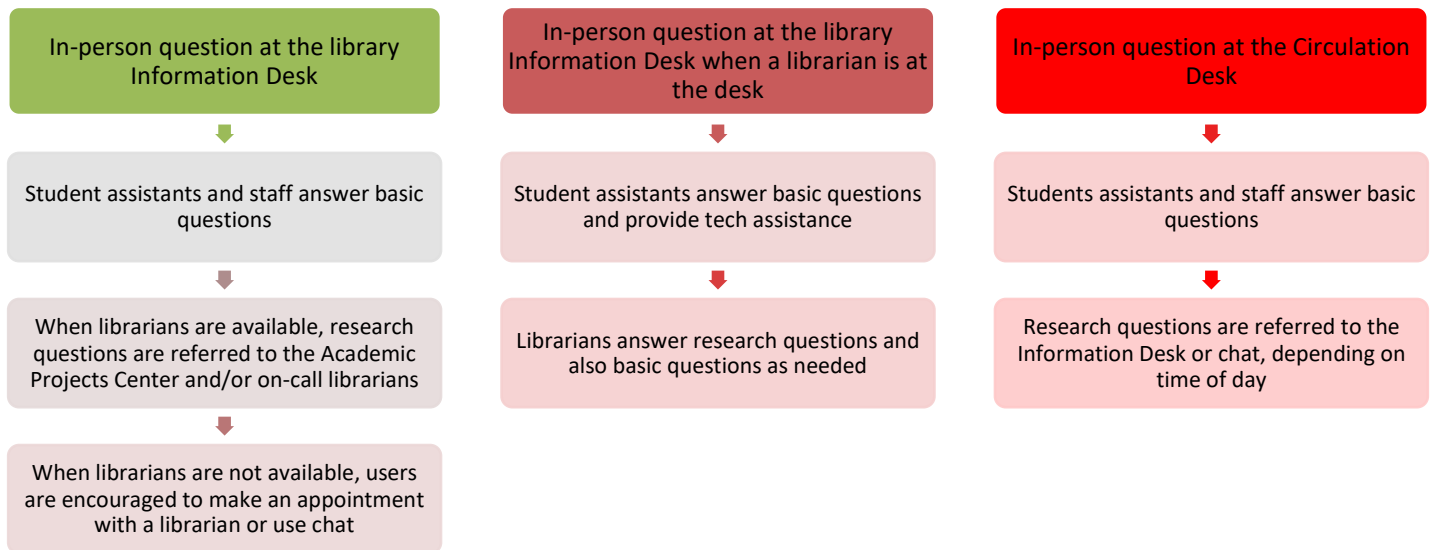 In-person question at the library
Information Desk
Student assistants and staff answer basic
questions
When librarians are available, research
questions are referred to the Academic
Projects Center and/or on-call librarians
When librarians are not available, users
are encouraged to make an appointment
with a librarian or use chat
In-person question at the library
Information Desk when a librarian is at
the desk
Student assistants answer basic questions
and provide tech assistance
Librarians answer research questions and
also basic questions as needed
In-person question at the Circulation
Desk
Students assistants and staff answer basic
questions
Research questions are referred to the
Information Desk or chat, depending on
time of day